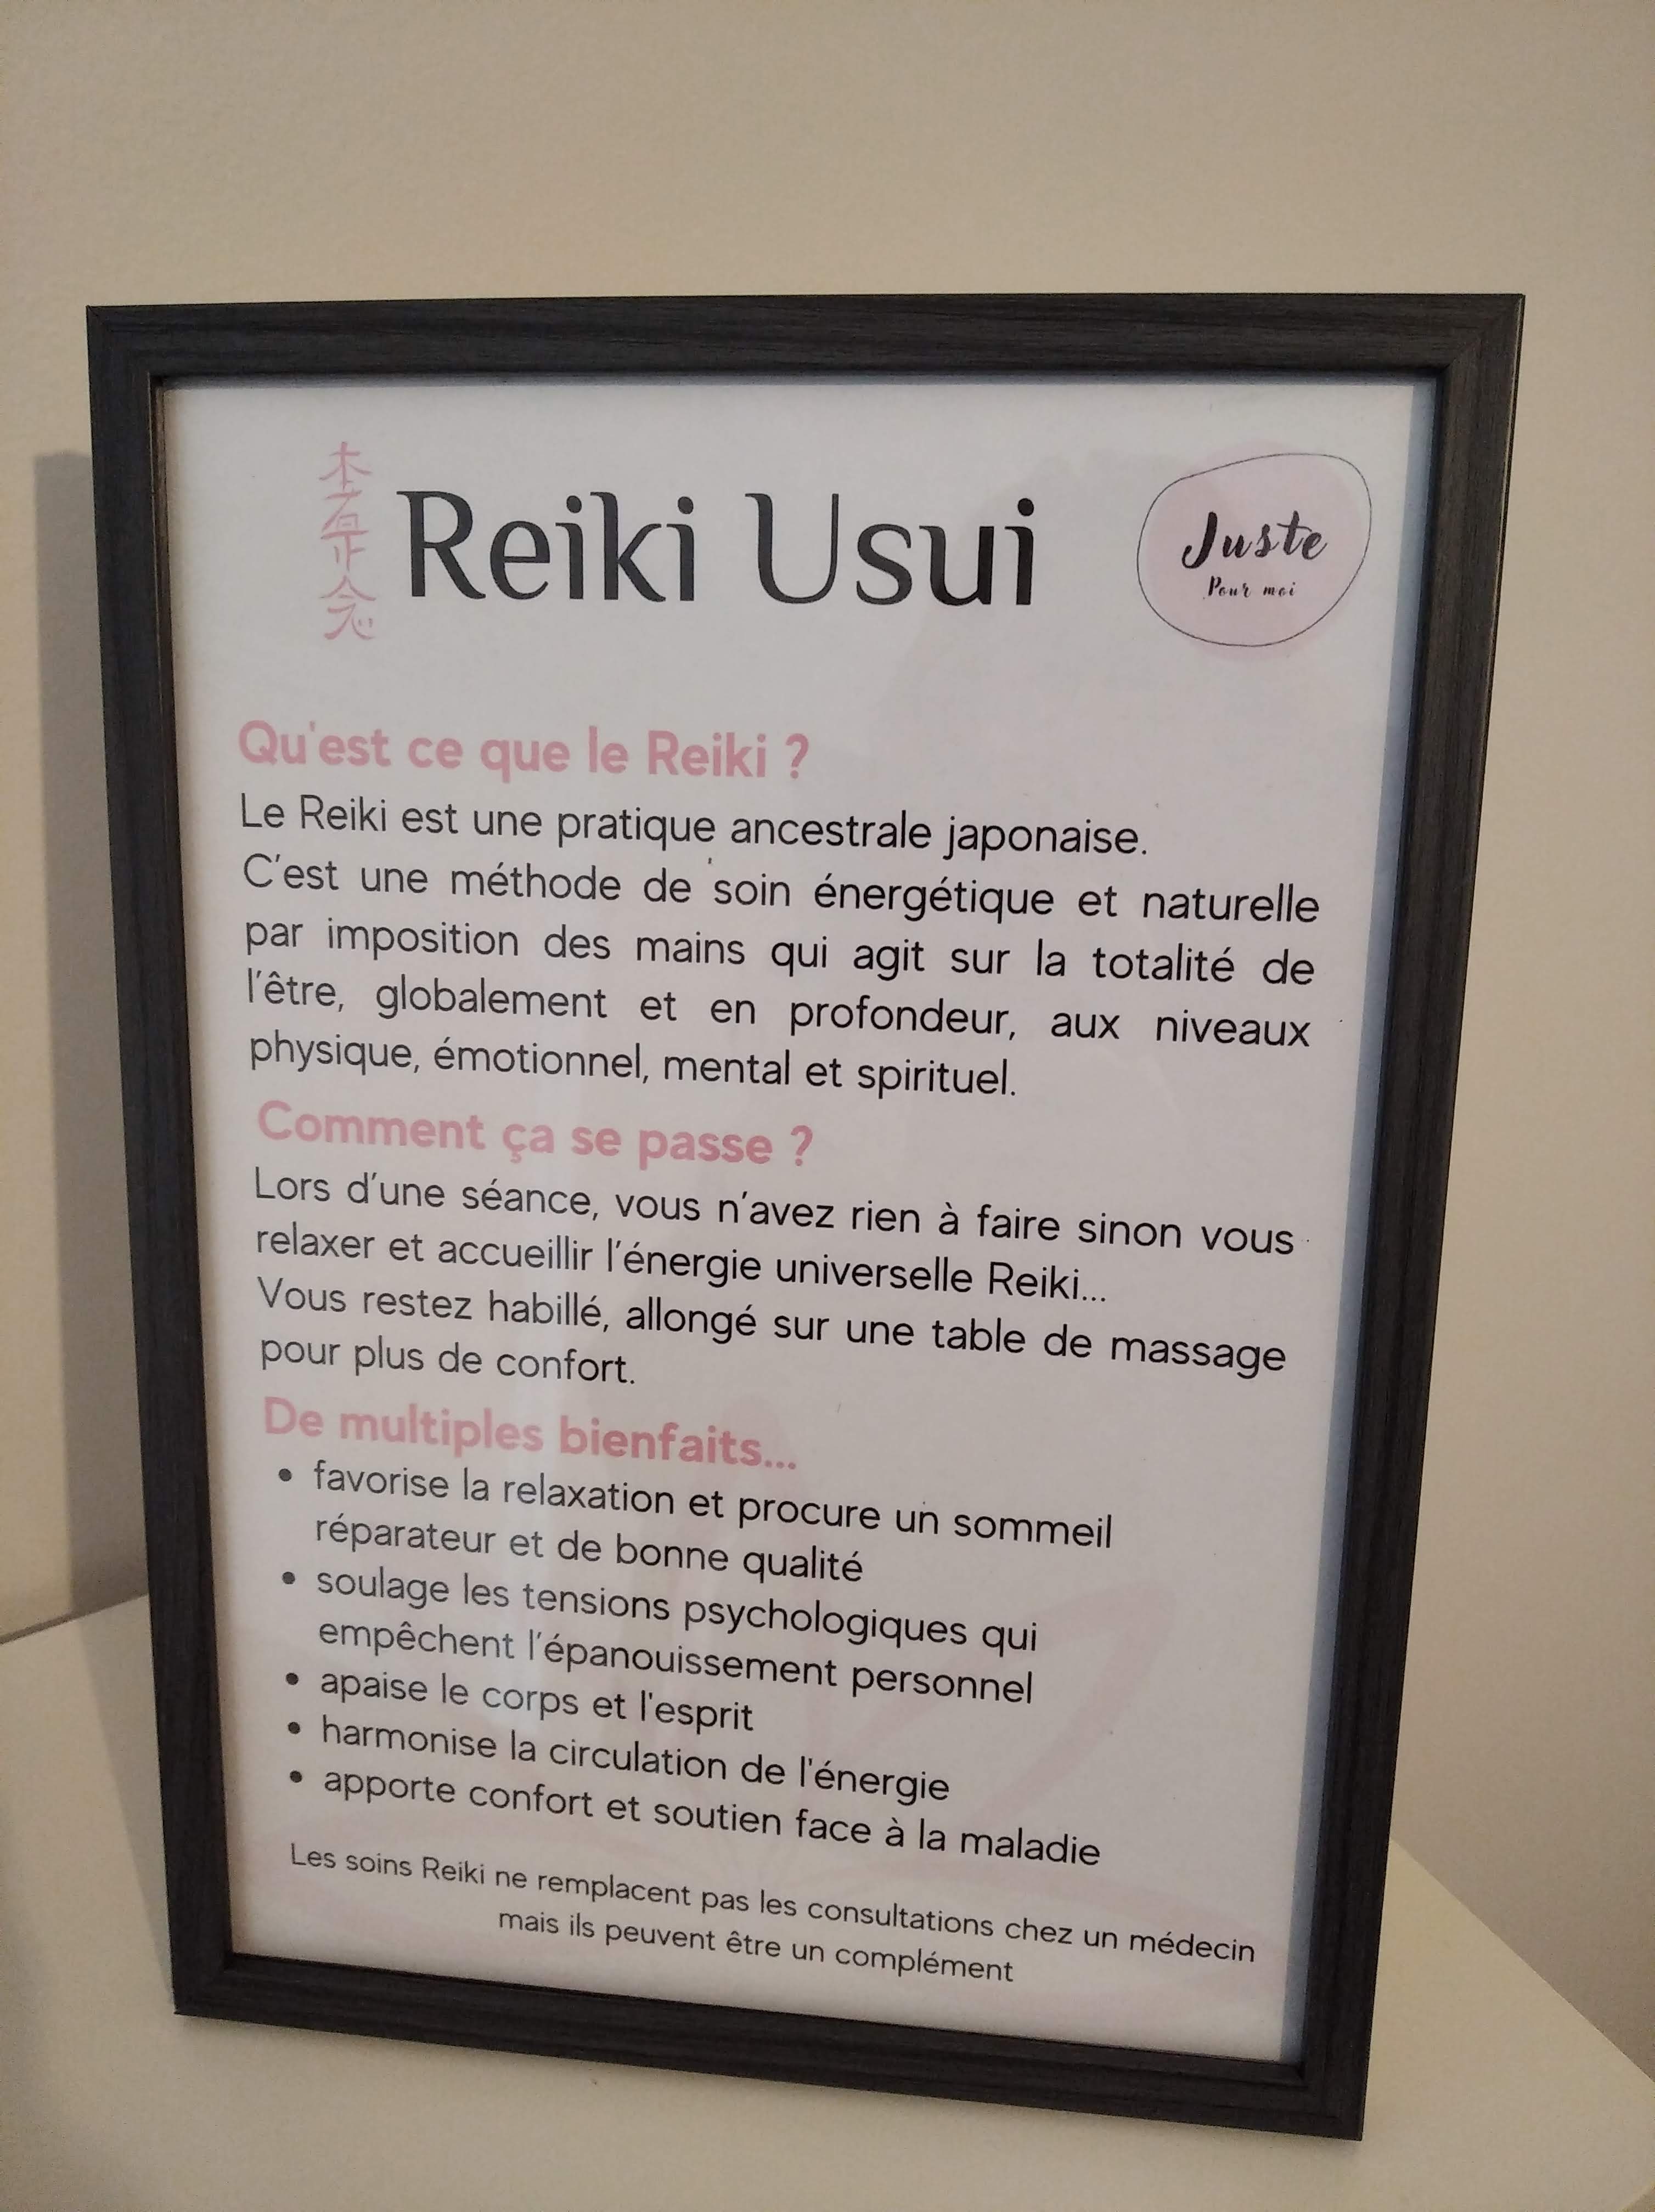 本者是正念
Reiki Usui
Juste
Pour moi
Qu'est ce que le Reiki ?
Le Reiki est une pratique ancestrale japonaise.
C'est une méthode de soin énergétique et naturelle
par imposition des mains qui agit sur la totalité de
l'être, globalement et en profondeur, aux niveaux
physique, émotionnel, mental et spirituel.
Comment ça se passe ?
Lors d'une séance, vous n'avez rien à faire sinon vous
relaxer et accueillir l'énergie universelle Reiki...
Vous restez habillé, allongé sur une table de massage
pour plus de confort.
De multiples bienfaits...
• favorise la relaxation et procure un sommeil
réparateur et de bonne qualité
• soulage les tensions psychologiques qui
empêchent l'épanouissement personnel
• apaise le corps et l'esprit
• harmonise la circulation de l'énergie
• apporte confort et soutien face à la maladie
Les soins Reiki ne remplacent pas les consultations chez un médecin
mais ils peuvent être un complément